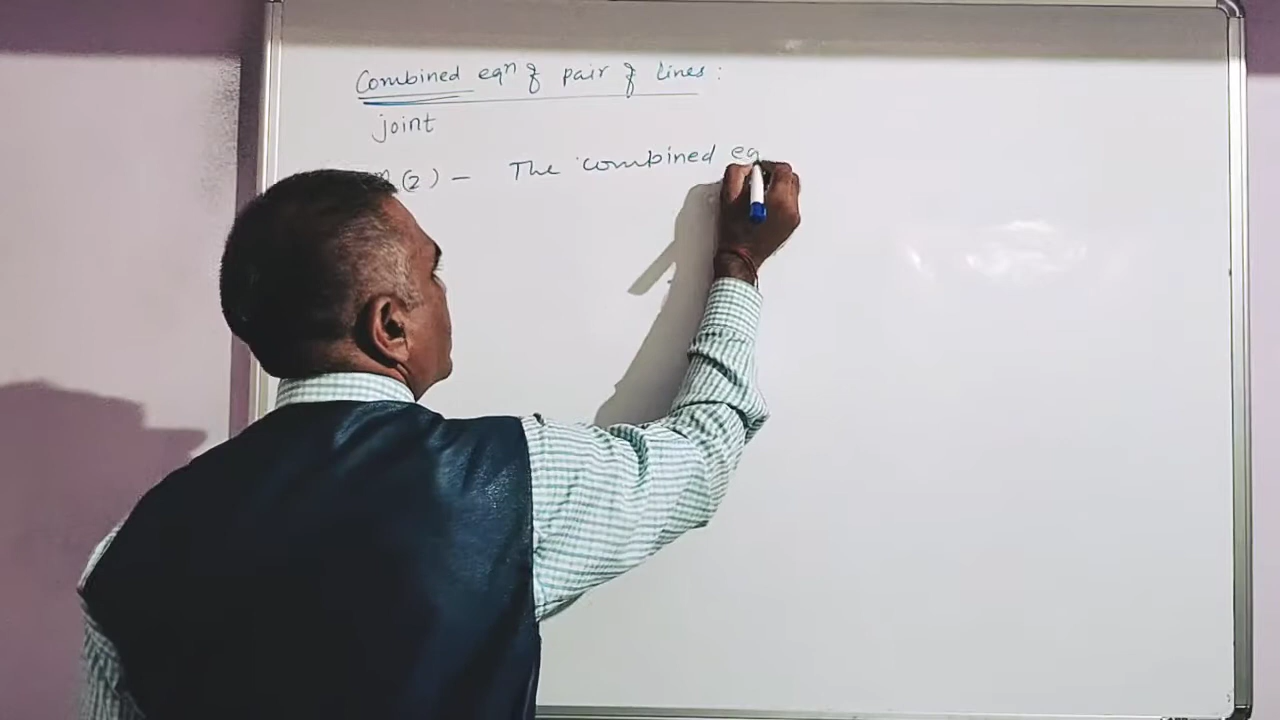 Combined eqⁿ of pair of lines :
joint
(2) - The combined eq